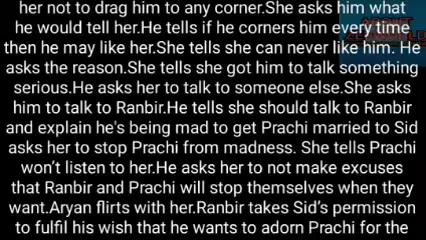 her not to drag him to any corner.She asks him what
he would tell her.He tells if he corners him every time
then he may like her.She tells she can never like him. He
asks the reason.She tells she got him to talk something
serious.He asks her to talk to someone else.She asks
him to talk to Ranbir.He tells she should talk to Ranbir
and explain he's being mad to get Prachi married to Sid
asks her to stop Prachi from madness. She tells Prachi
won't listen to her.He asks her to not make excuses
that Ranbir and Prachi will stop themselves when they
want.Aryan flirts with her.Ranbir takes Sid's permission
to fulfil his wish that he wants to adorn Prachi for the